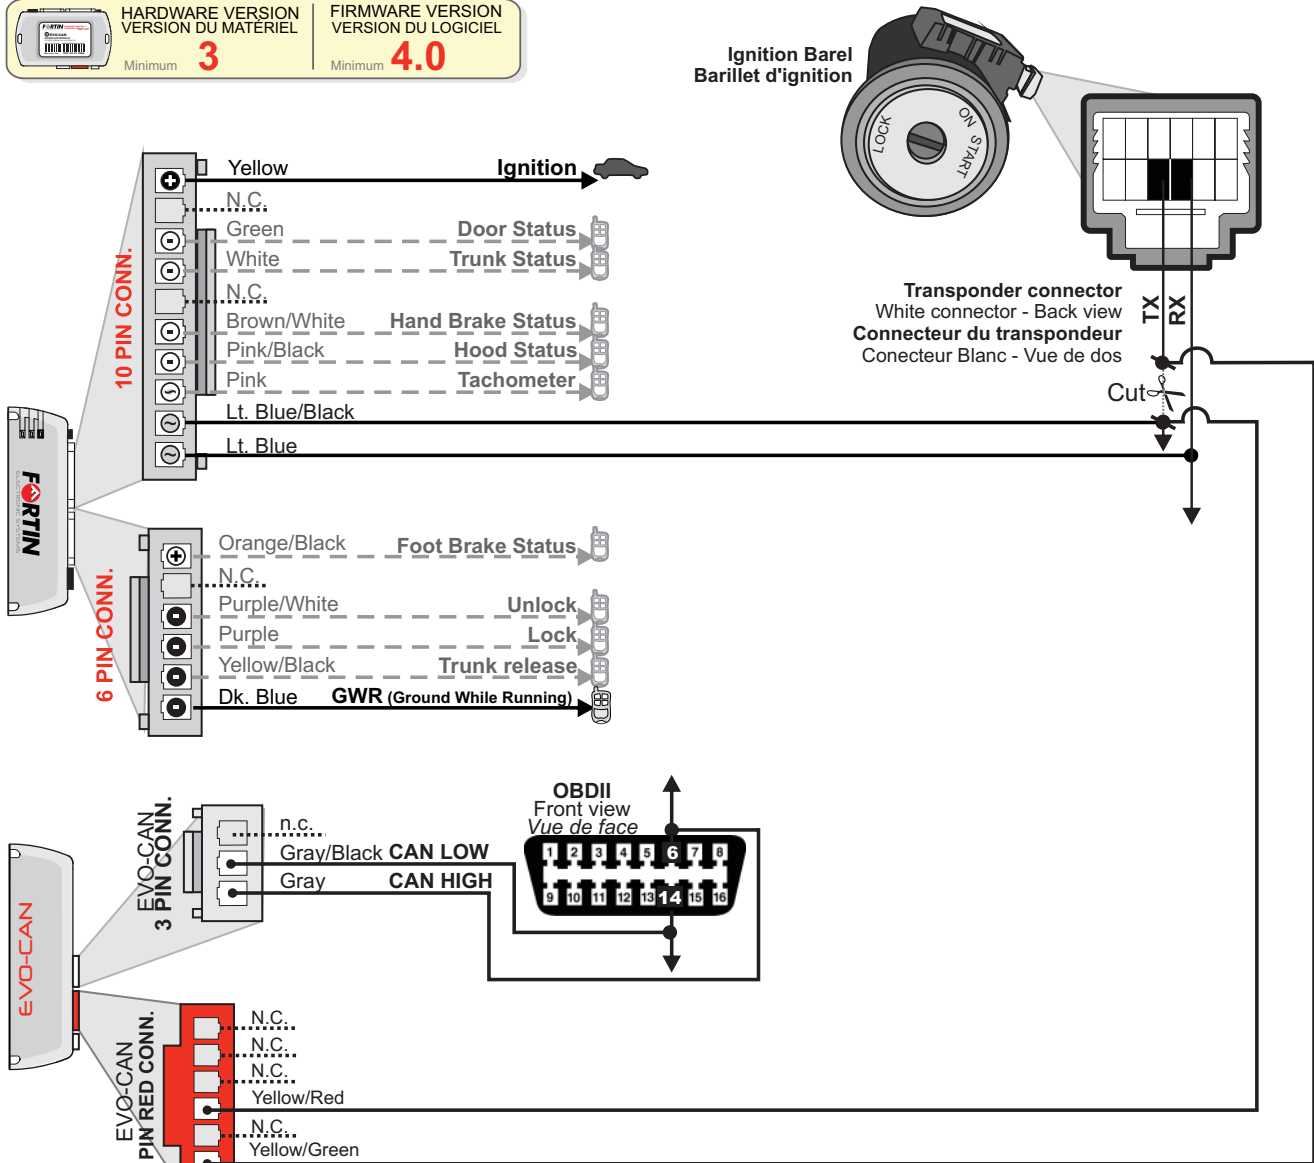 HARDWARE VERSION
VERSION DU MATÉRIEL
Minimum 3
FIRMWARE VERSION
VERSION DU LOGICIEL
Minimum 4.0
Ignition Barel
Barillet d'ignition
LOCK
ON
START
10 PIN CONN.
Yellow Ignition
N.C.
Green Door Status
White Trunk Status
N.C.
Brown/White Hand Brake Status
Pink/Black Hood Status
Pink Tachometer
Lt. Blue/Black
Lt. Blue
Transponder connector
White connector - Back view
Connecteur du transpondeur
Conecteur Blanc - Vue de dos
TX
RX
Cut
FORTIN
ELECTRONIC SYSTEMS
6 PIN CONN.
Orange/Black Foot Brake Status
N.C.
Purple/White Unlock
Purple Lock
Yellow/Black Trunk release
Dk. Blue GWR (Ground While Running)
EVO-CAN
EVO-CAN
3 PIN CONN.
n.c.
Gray/Black CAN LOW
Gray CAN HIGH
OBDII
Front view
Vue de face
1 2 3 4 5 6 7 8
9 10 11 12 13 14 15 16
EVO-CAN
PIN RED CONN.
N.C.
N.C.
N.C.
Yellow/Red
N.C.
Yellow/Green